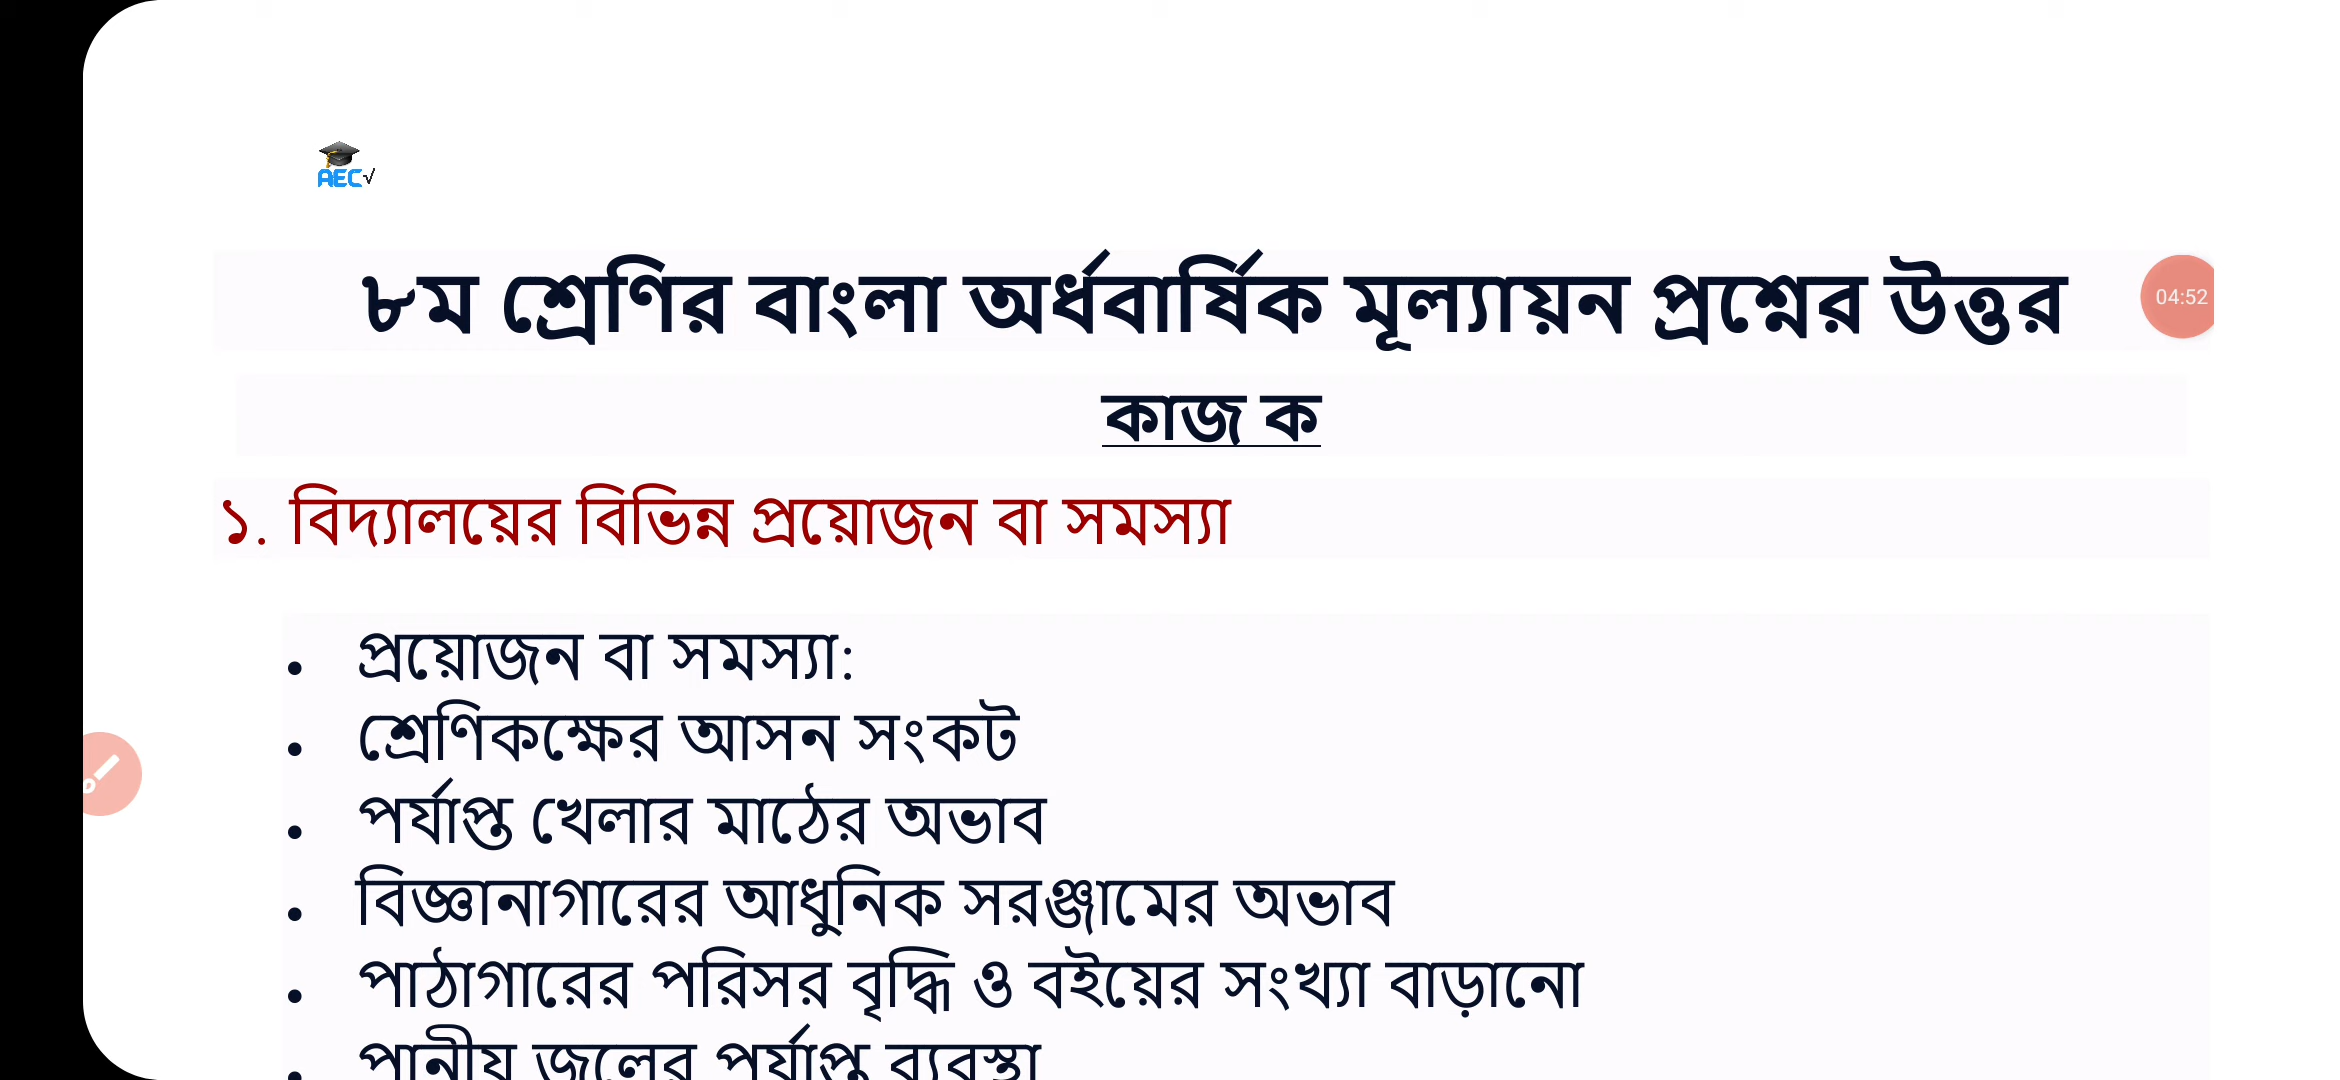 AEC√
৮ম শ্রেণির বাংলা অর্ধবার্ষিক মূল্যায়ন প্রশ্নের উত্তর
04:52
কাজ ক
১. বিদ্যালয়ের বিভিন্ন প্রয়োজন বা সমস্যা
• প্রয়োজন বা সমস্যা:
• শ্রেণিকক্ষের আসন সংকট
• পর্যাপ্ত খেলার মাঠের অভাব
• বিজ্ঞানাগারের আধুনিক সরঞ্জামের অভাব
• পাঠাগারের পরিসর বৃদ্ধি ও বইয়ের সংখ্যা বাড়ানো
• পানীয় জলের পর্যাপ্ত ব্যবস্থা